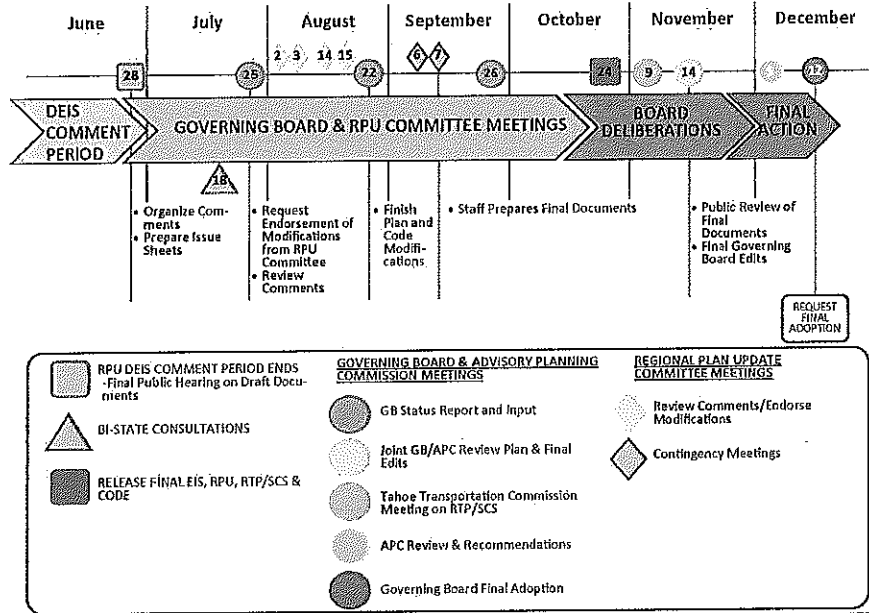 June July August September October November December
2 3 14 15 6 7
28 25 22 26 24 9 14
DEIS
COMMENT
PERIOD
GOVERNING BOARD & RPU COMMITTEE MEETINGS
BOARD
DELIBERATIONS
FINAL
ACTION
18
• Organize Com-
ments
• Prepare Issue
Sheets
• Request
Endorsement of
Modifications
from RPU
Committee
• Review
Comments
• Finish
Plan and
Code
Modifi-
cations
• Staff Prepares Final Documents
• Public Review of
Final
Documents
• Final Governing
Board Edits
REQUEST
FINAL
ADOPTION
RPU DEIS COMMENT PERIOD ENDS
-Final Public Hearing on Draft Docu-
ments
BI-STATE CONSULTATIONS
RELEASE FINAL EIS, RPU, RTP/SCS &
CODE
GOVERNING BOARD & ADVISORY PLANNING
COMMISSION MEETINGS
GB Status Report and Input
Joint GB/APC Review Plan & Final
Edits
Tahoe Transportation Commission
Meeting on RTP/SCS
APC Review & Recommendations
Governing Board Final Adoption
REGIONAL PLAN UPDATE
COMMITTEE MEETINGS
Review Comments/Endorse
Modifications
Contingency Meetings